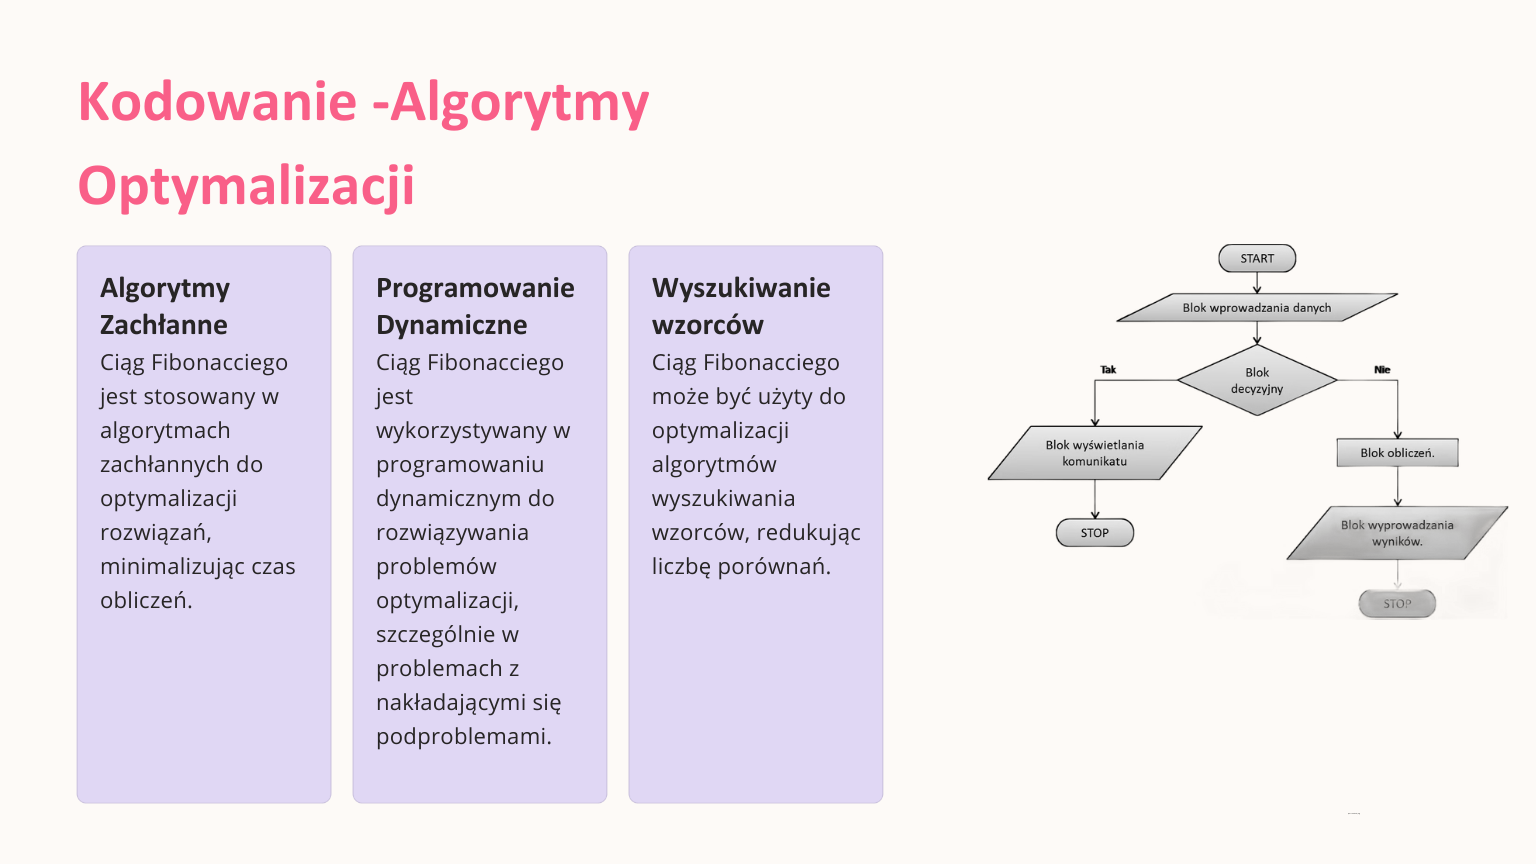 Kodowanie -Algorytmy
Optymalizacji
Algorytmy
Zachłanne
Ciąg Fibonacciego
jest stosowany w
algorytmach
zachłannych do
optymalizacji
rozwiązań,
minimalizując czas
obliczeń.
Programowanie
Dynamiczne
Ciąg Fibonacciego
jest
wykorzystywany w
programowaniu
dynamicznym do
rozwiązywania
problemów
optymalizacji,
szczególnie w
problemach z
nakładającymi się
podproblemami.
Wyszukiwanie
wzorców
Ciąg Fibonacciego
może być użyty do
optymalizacji
algorytmów
wyszukiwania
wzorców, redukując
liczbę porównań.
START
Blok wprowadzania danych
Blok
decyzyjny
Tak
Nie
Blok wyświetlania
komunikatu
STOP
Blok obliczeń.
Blok wyprowadzania
wyników.
STOP